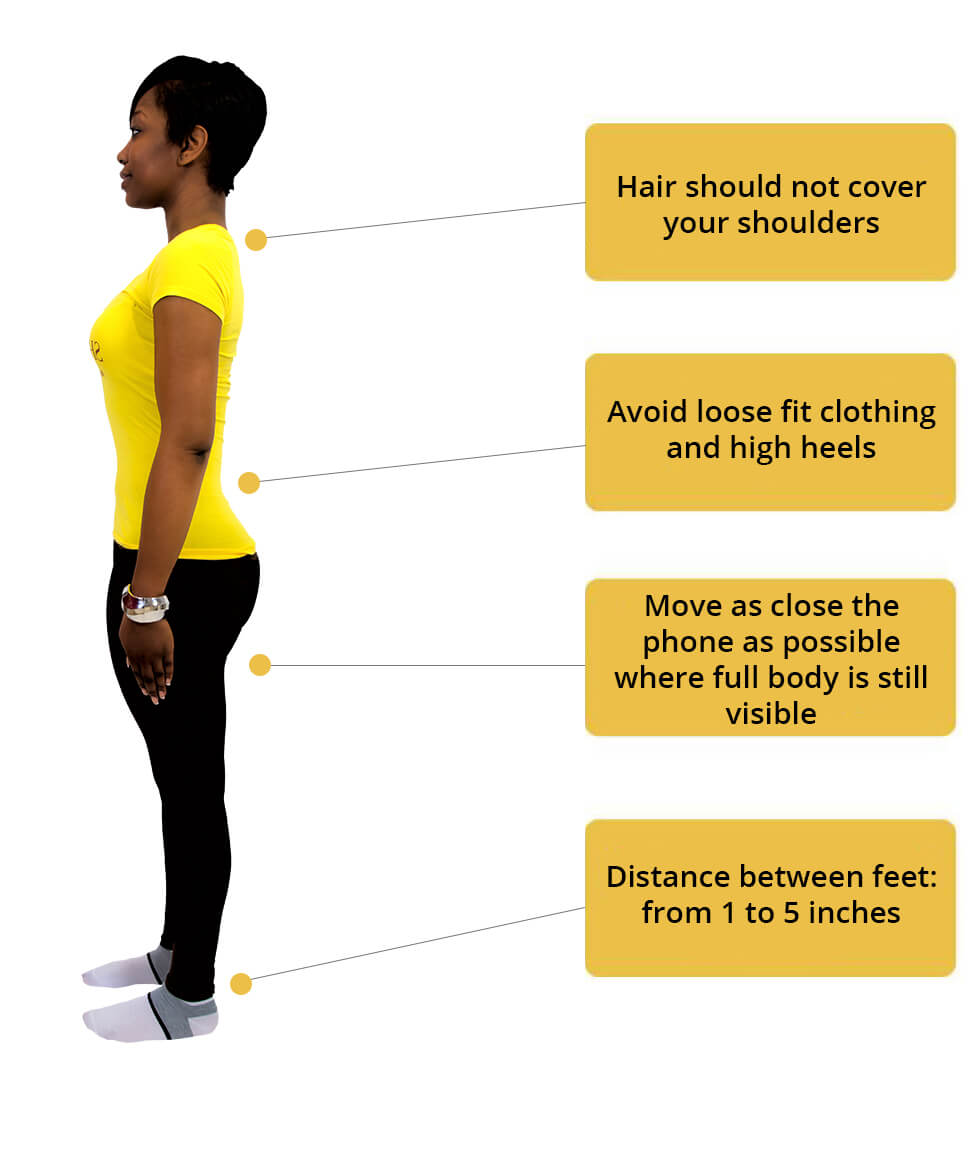 Hair should not cover
your shoulders
Avoid loose fit clothing
and high heels
Move as close the
phone as possible
where full body is still
visible
Distance between feet:
from 1 to 5 inches